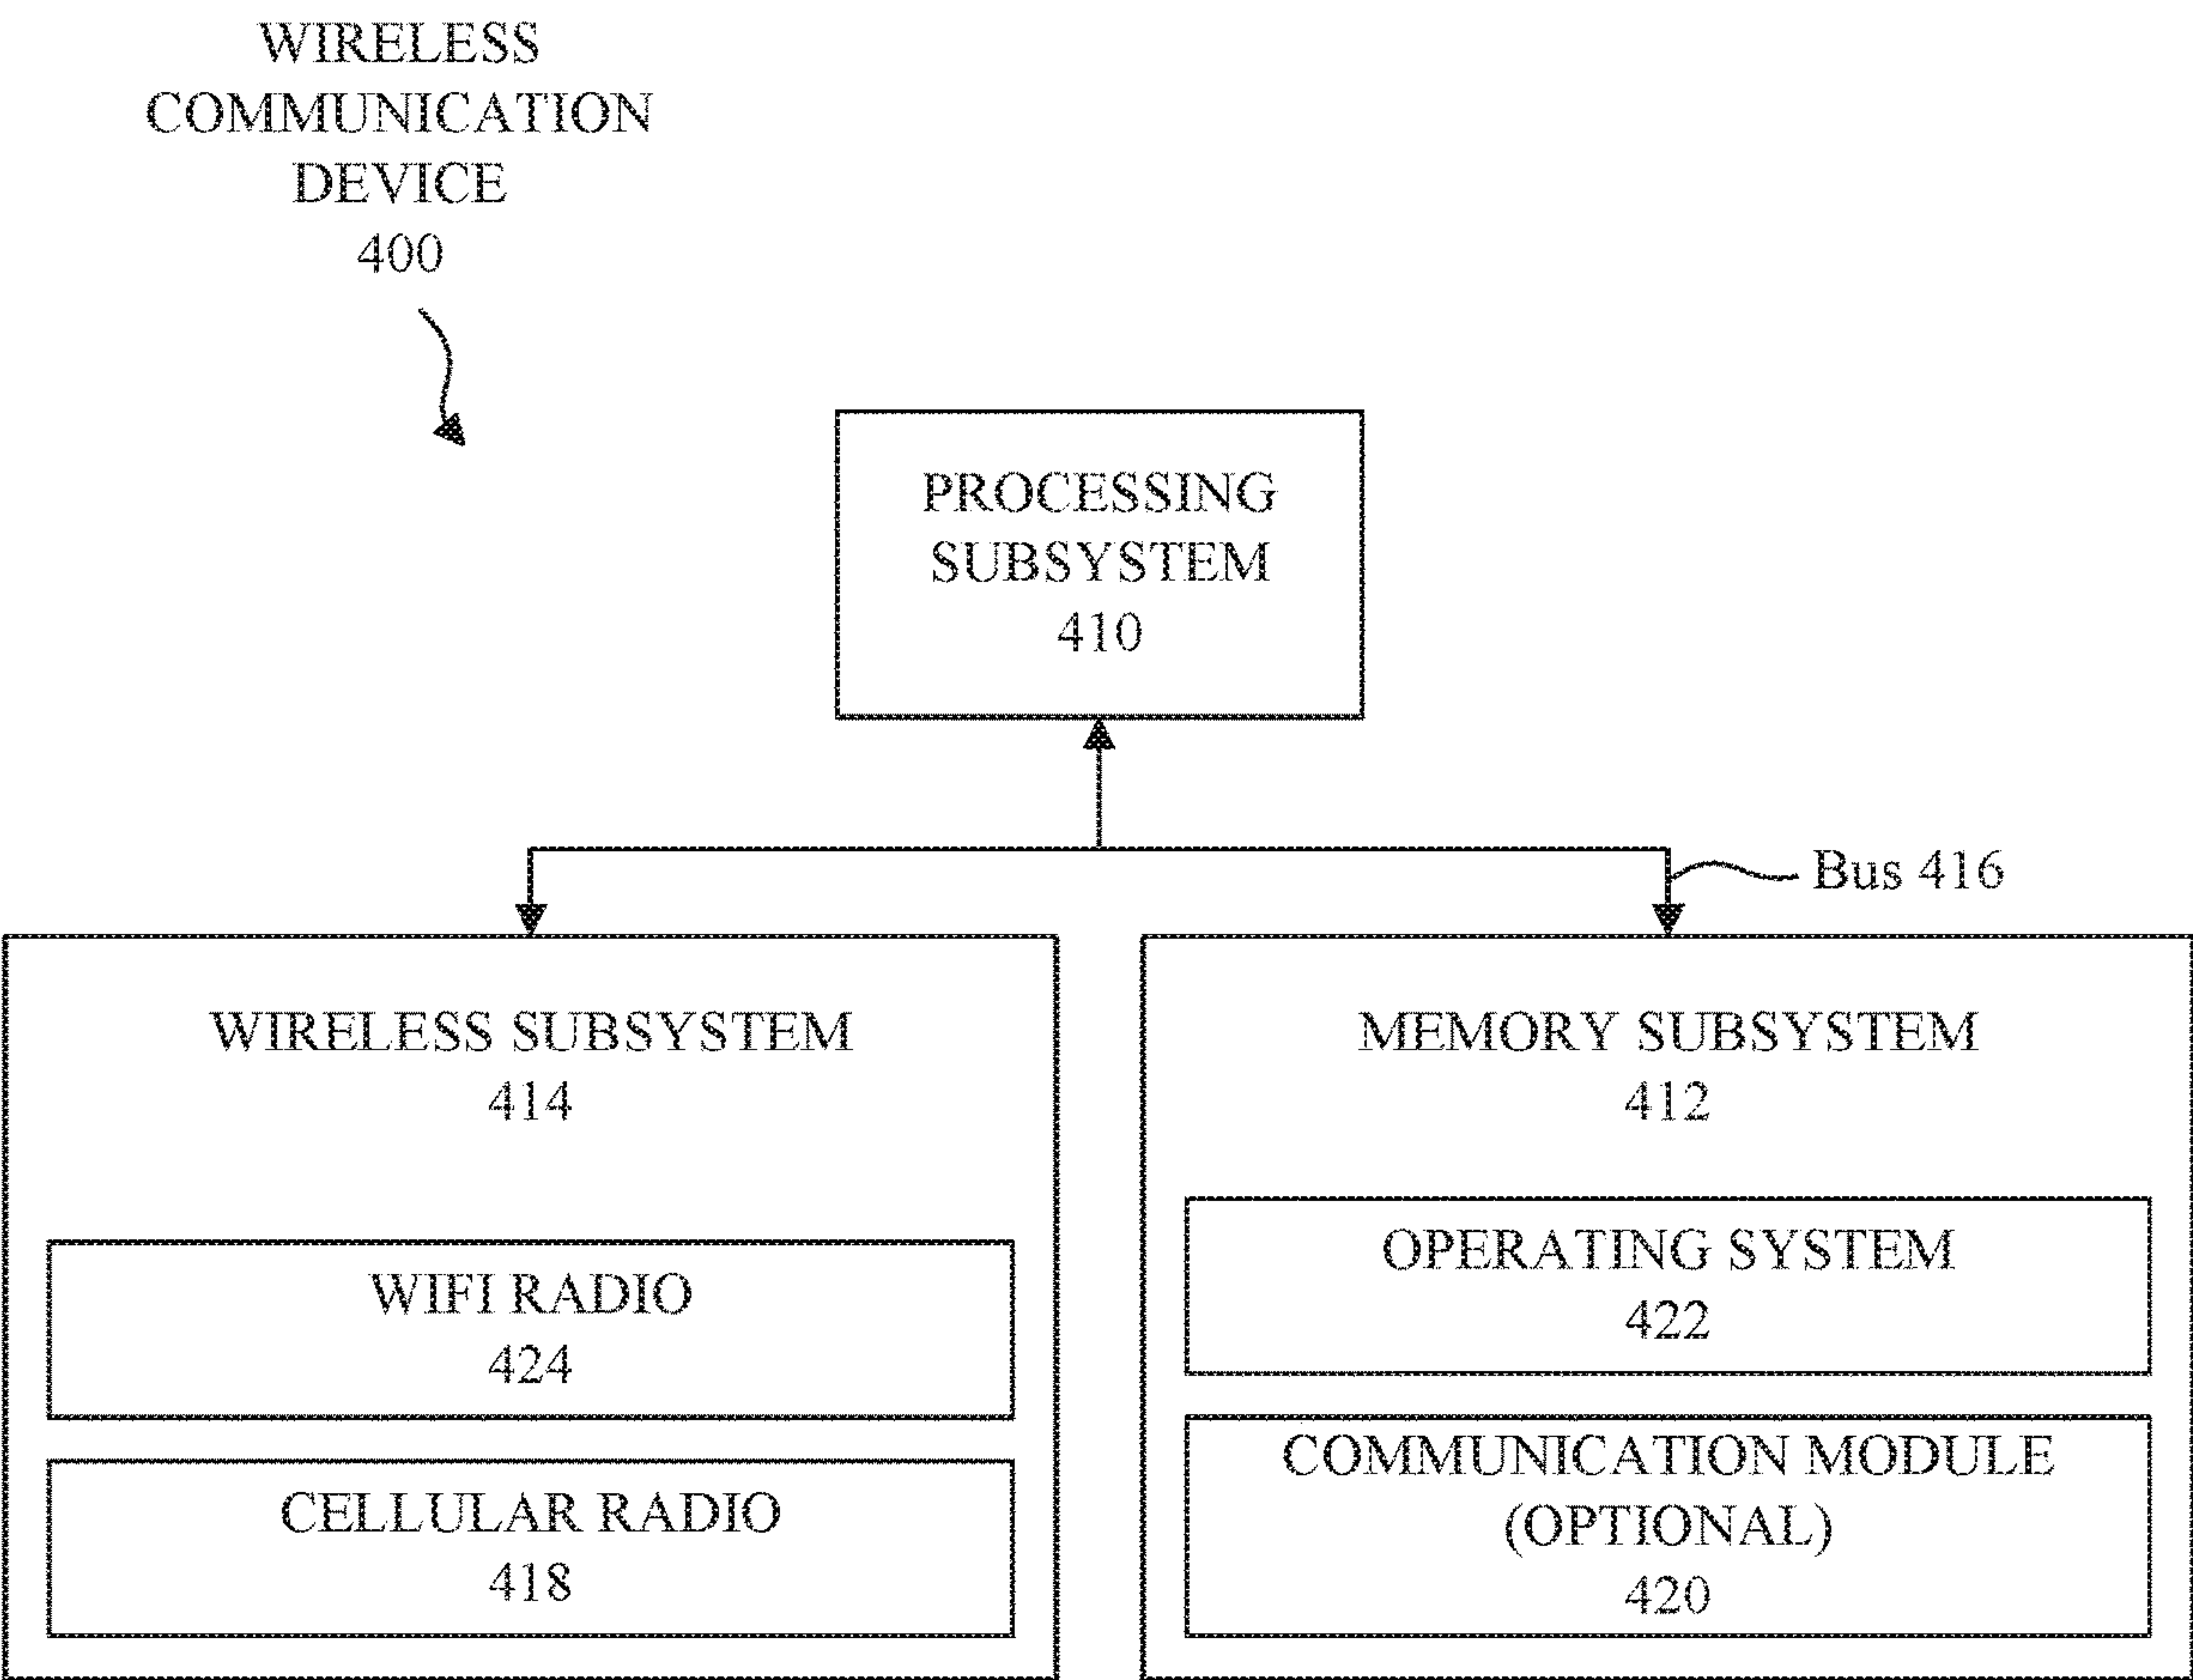 WIRELESS
COMMUNICATION
DEVICE
400
PROCESSING
SUBSYSTEM
410
Bus 416
WIRELESS SUBSYSTEM
414
WIFI RADIO
424
CELLULAR RADIO
418
MEMORY SUBSYSTEM
412
OPERATING SYSTEM
422
COMMUNICATION MODULE
(OPTIONAL)
420